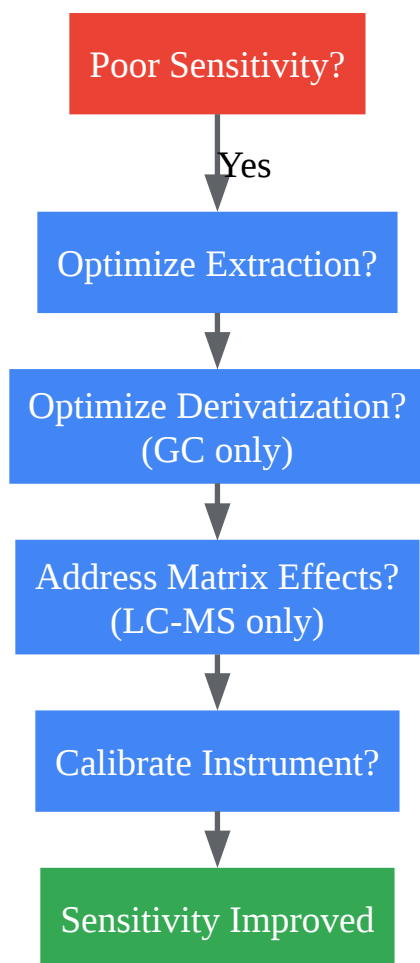 Poor Sensitivity?
Yes
Optimize Extraction?
Optimize Derivatization?
(GC only)
Address Matrix Effects?
(LC-MS only)
Calibrate Instrument?
Sensitivity Improved